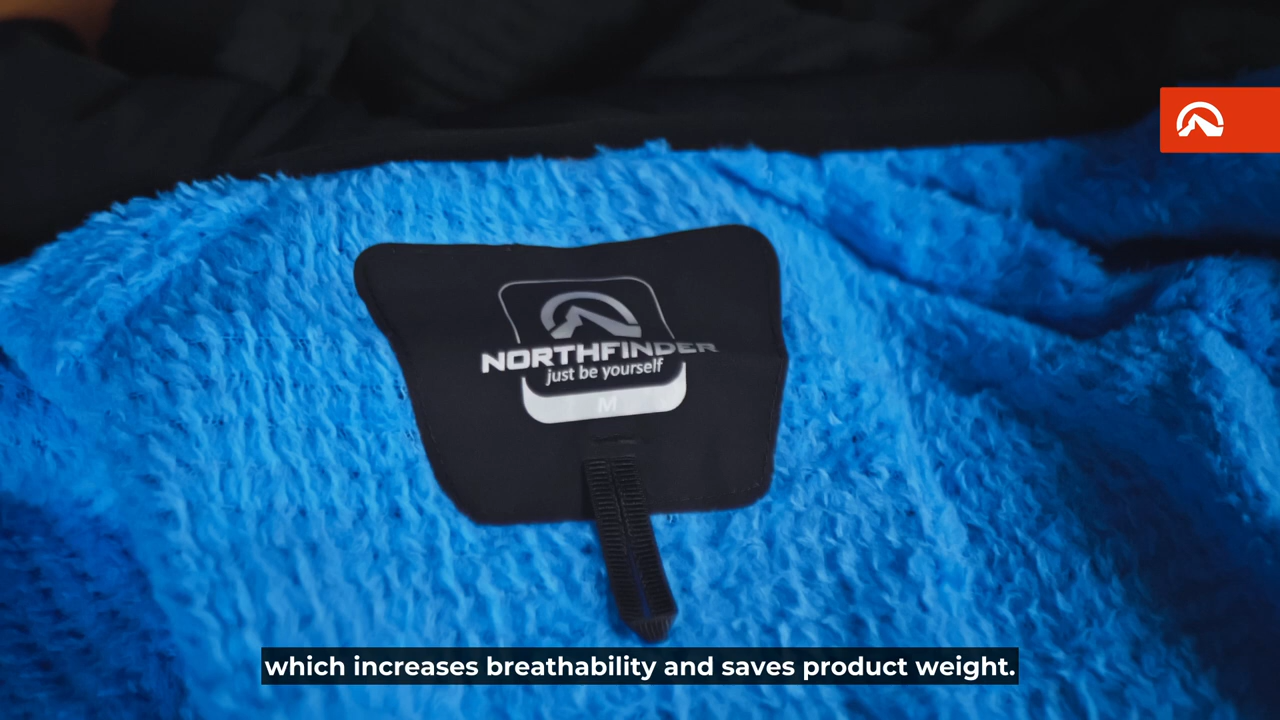 NORTHFINDER
just be yourself
M
which increases breathability and saves product weight.